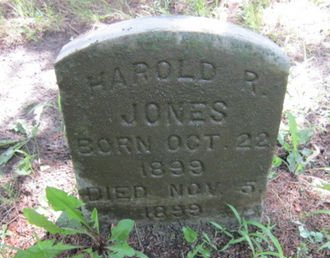 HAROLD R.
JONES
BORN OCT. 22
1899
DIED NOV. 5,
1899